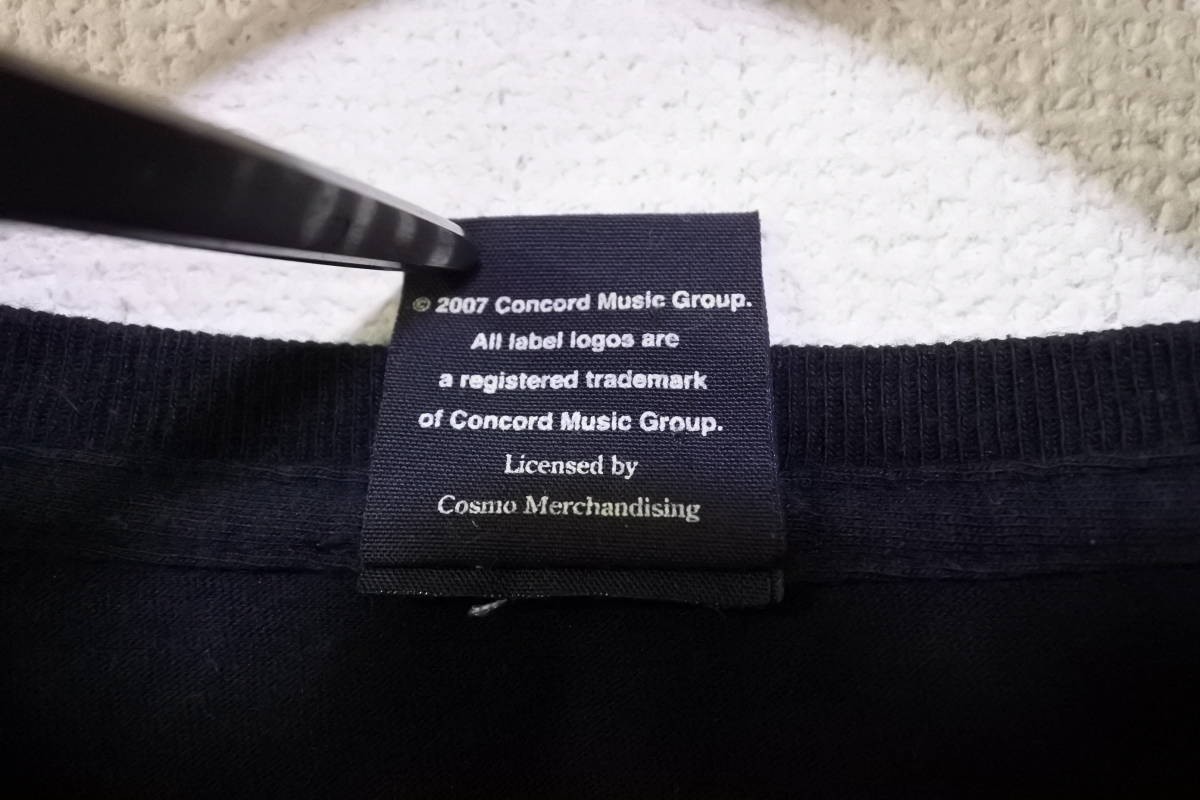 © 2007 Concord Music Group.
All label logos are
a registered trademark
of Concord Music Group.
Licensed by
Cosmo Merchandising